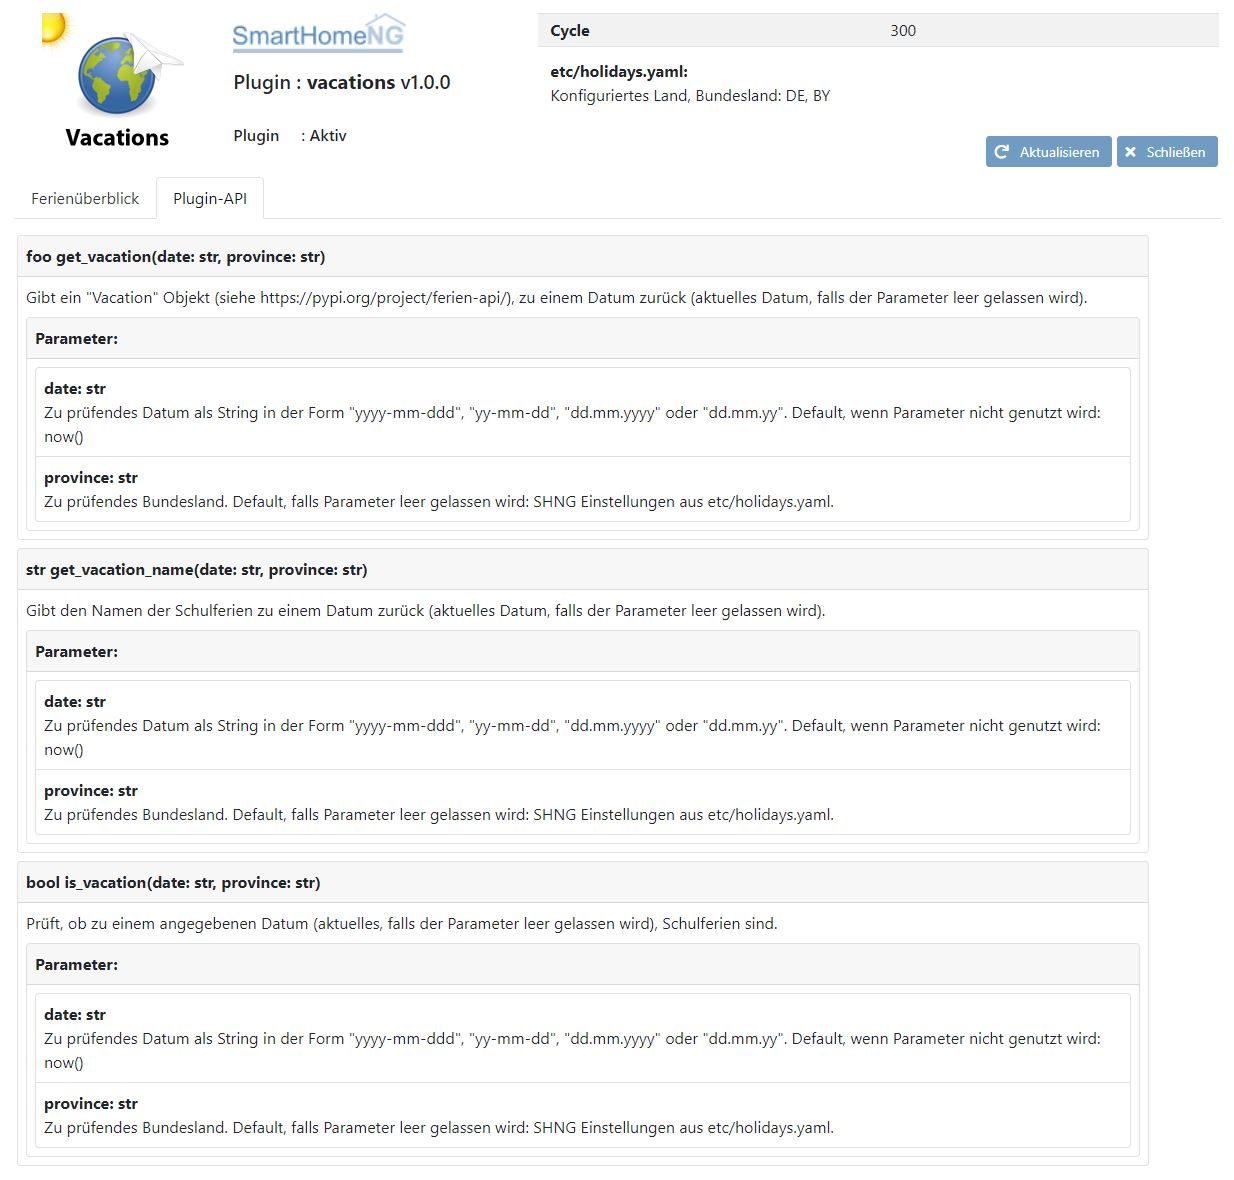 Vacations
SmartHomeNG
Plugin : vacations v1.0.0
Plugin : Aktiv
Cycle 300
etc/holidays.yaml:
Konfiguriertes Land, Bundesland: DE, BY
Aktualisieren Schließen
Ferienüberblick Plugin-API
foo get_vacation(date: str, province: str)
Gibt ein "Vacation" Objekt (siehe https://pypi.org/project/ferien-api/), zu einem Datum zurück (aktuelles Datum, falls der Parameter leer gelassen wird).
Parameter:
date: str
Zu prüfendes Datum als String in der Form "yyyy-mm-ddd", "yy-mm-dd", "dd.mm.yyyy" oder "dd.mm.yy". Default, wenn Parameter nicht genutzt wird:
now()
province: str
Zu prüfendes Bundesland. Default, falls Parameter leer gelassen wird: SHNG Einstellungen aus etc/holidays.yaml.
str get_vacation_name(date: str, province: str)
Gibt den Namen der Schulferien zu einem Datum zurück (aktuelles Datum, falls der Parameter leer gelassen wird).
Parameter:
date: str
Zu prüfendes Datum als String in der Form "yyyy-mm-ddd", "yy-mm-dd", "dd.mm.yyyy" oder "dd.mm.yy". Default, wenn Parameter nicht genutzt wird:
now()
province: str
Zu prüfendes Bundesland. Default, falls Parameter leer gelassen wird: SHNG Einstellungen aus etc/holidays.yaml.
bool is_vacation(date: str, province: str)
Prüft, ob zu einem angegebenen Datum (aktuelles, falls der Parameter leer gelassen wird), Schulferien sind.
Parameter:
date: str
Zu prüfendes Datum als String in der Form "yyyy-mm-ddd", "yy-mm-dd", "dd.mm.yyyy" oder "dd.mm.yy". Default, wenn Parameter nicht genutzt wird:
now()
province: str
Zu prüfendes Bundesland. Default, falls Parameter leer gelassen wird: SHNG Einstellungen aus etc/holidays.yaml.